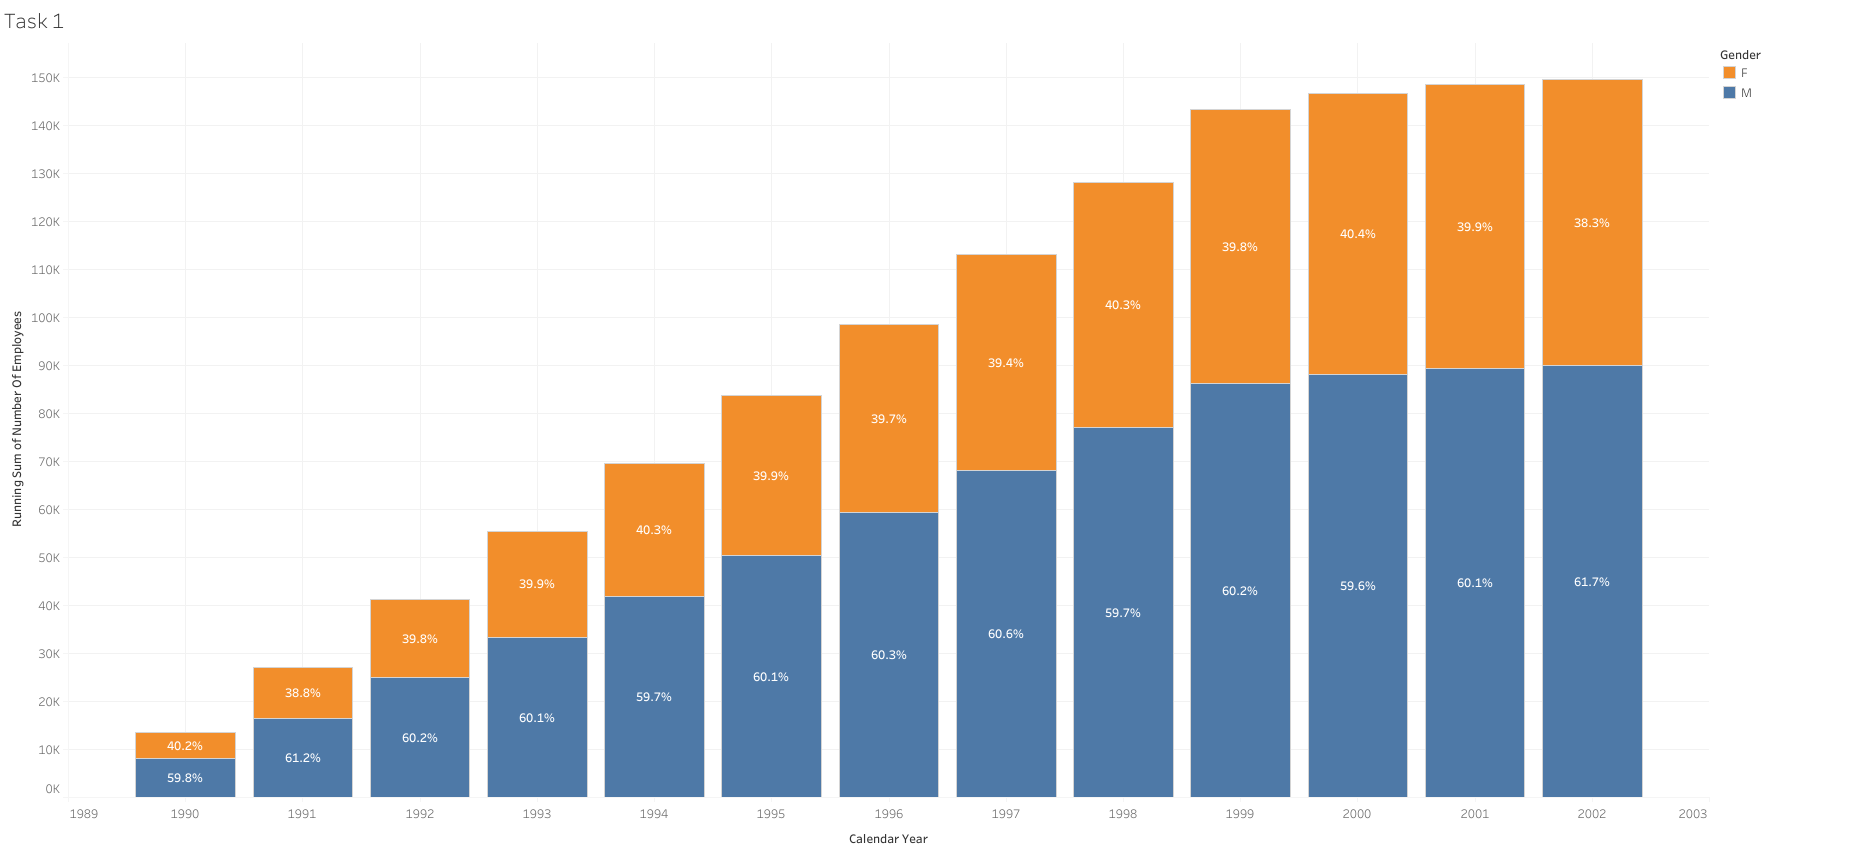 Task 1
Gender
F
M
Running Sum of Number Of Employees
150K
140K
130K
120K
110K
100K
90K
80K
70K
60K
50K
40K
30K
20K
10K
0K
40.2%
59.8%
38.8%
61.2%
39.8%
60.2%
39.9%
60.1%
40.3%
59.7%
39.9%
60.1%
39.7%
60.3%
39.4%
60.6%
40.3%
59.7%
39.8%
60.2%
40.4%
59.6%
39.9%
60.1%
38.3%
61.7%
1989 1990 1991 1992 1993 1994 1995 1996 1997 1998 1999 2000 2001 2002 2003
Calendar Year